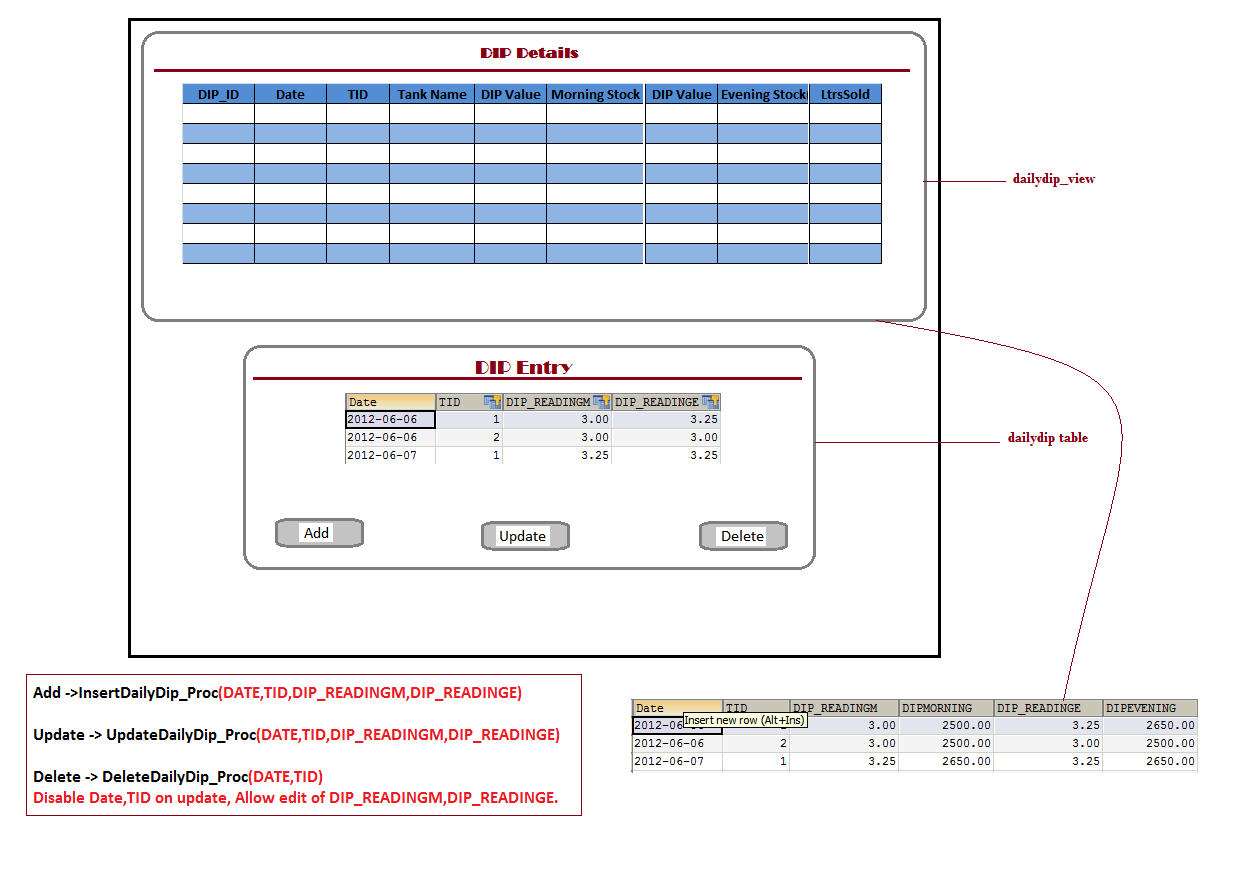 DIP Details
DIP_ID Date TID Tank Name DIP Value Morning Stock DIP Value Evening Stock LtrsSold
dailydip_view
DIP Entry
Date TID DIP_READINGM DIP_READINGE
2012-06-06 1 3.00 3.25
2012-06-06 2 3.00 3.00
2012-06-07 1 3.25 3.25
dailydip table
Add Update Delete
Add ->InsertDailyDip_Proc(DATE,TID,DIP_READINGM,DIP_READINGE)
Update -> UpdateDailyDip_Proc(DATE,TID,DIP_READINGM,DIP_READINGE)
Delete -> DeleteDailyDip_Proc(DATE,TID)
Disable Date,TID on update, Allow edit of DIP_READINGM,DIP_READINGE.
Date TID DIP_READINGM DIPMORNING DIP_READINGE DIPEVENING
Insert new row (Alt+Ins)
3.00 2500.00 3.25 2650.00
2012-06-06 2 3.00 2500.00 3.00 2500.00
2012-06-07 1 3.25 2650.00 3.25 2650.00